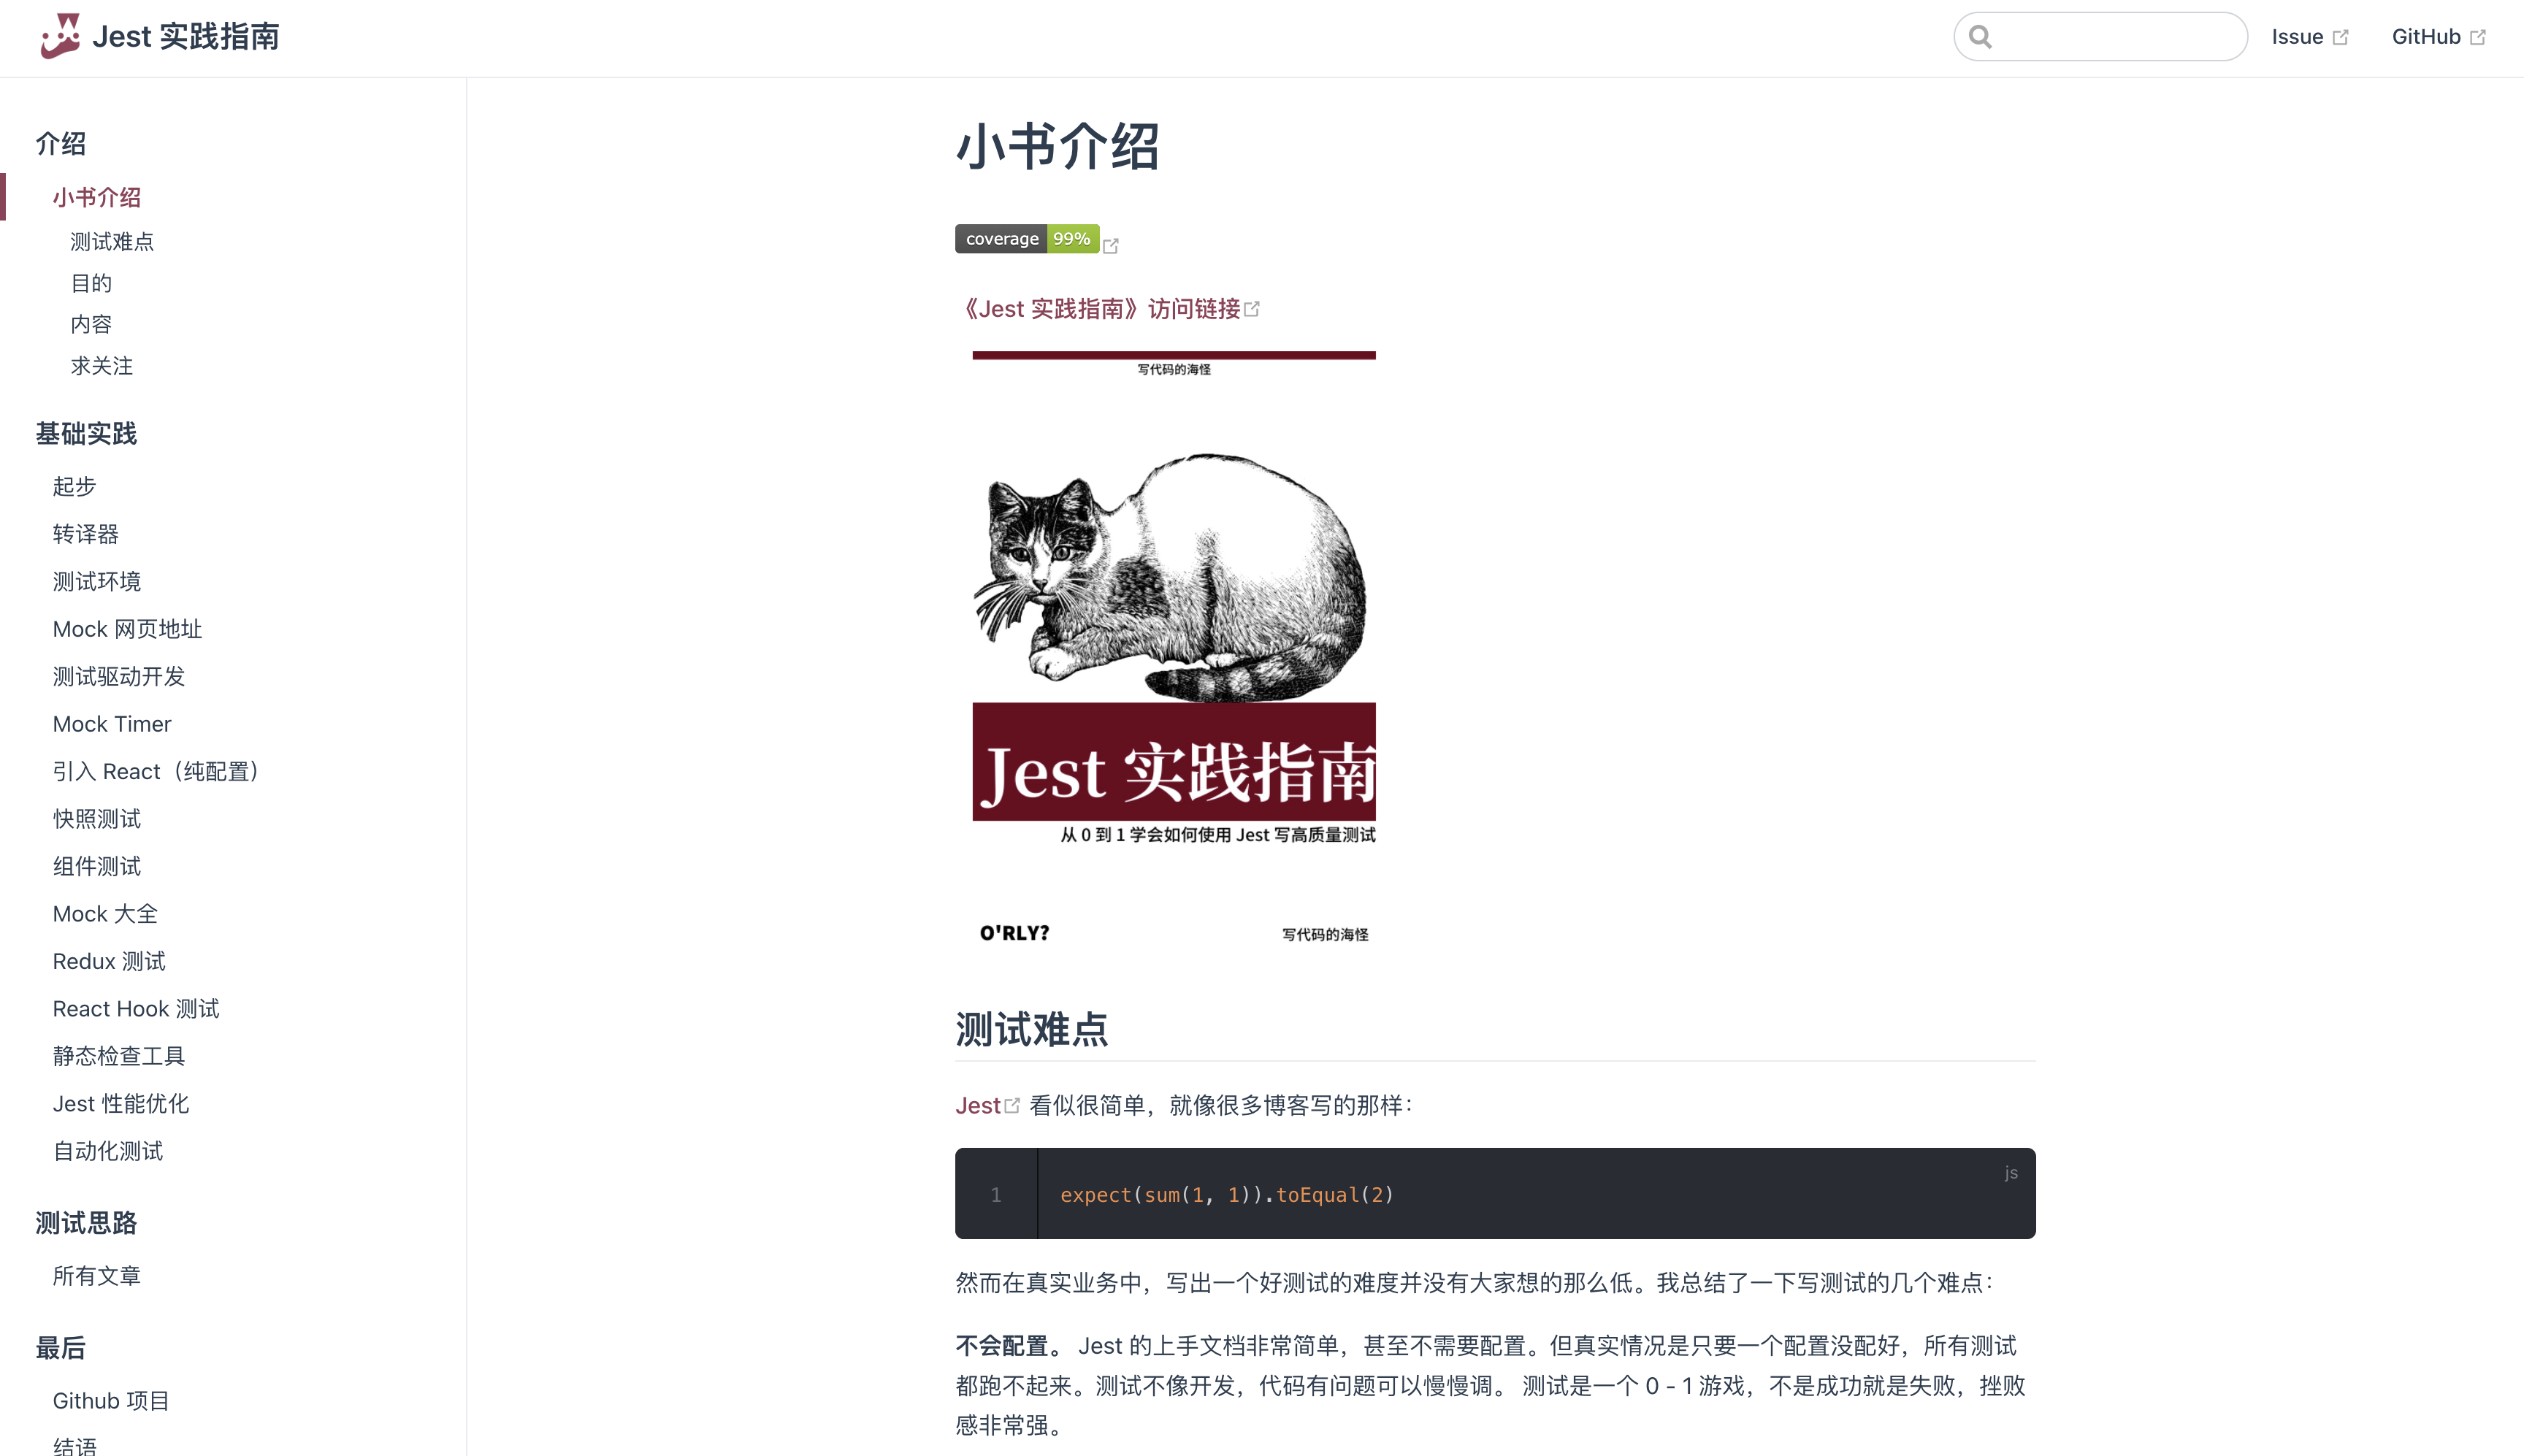 Jest 实践指南
Issue
GitHub
介绍
小书介绍
测试难点
目的
内容
求关注
基础实践
起步
转译器
测试环境
Mock 网页地址
测试驱动开发
Mock Timer
引入 React（纯配置）
快照测试
组件测试
Mock 大全
Redux 测试
React Hook 测试
静态检查工具
Jest 性能优化
自动化测试
测试思路
所有文章
最后
Github 项目
结语
小书介绍
coverage 99%
《Jest 实践指南》访问链接
写代码的海怪
Jest 实践指南
从 0 到 1 学会如何使用 Jest 写高质量测试
O'RLY?
写代码的海怪
测试难点
Jest 看似很简单，就像很多博客写的那样：
js
1 expect(sum(1, 1)).toEqual(2)
然而在真实业务中，写出一个好测试的难度并没有大家想的那么低。我总结了一下写测试的几个难点：
不会配置。 Jest 的上手文档非常简单，甚至不需要配置。但真实情况是只要一个配置没配好，所有测试
都跑不起来。测试不像开发，代码有问题可以慢慢调。 测试是一个 0 - 1 游戏，不是成功就是失败，挫败
感非常强。